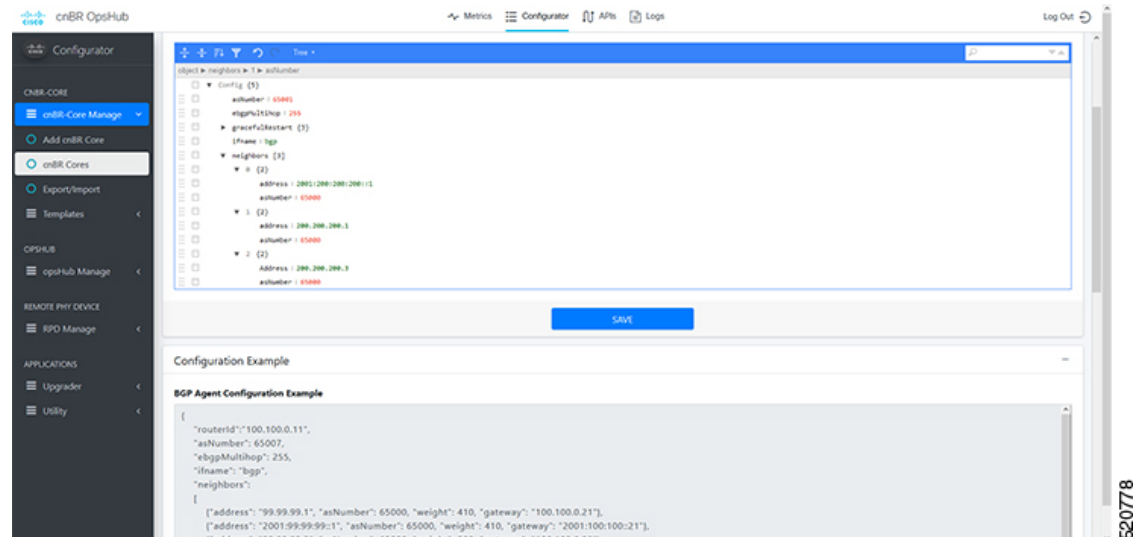 cisco cnBR OpsHub
Metrics Configurator APIs Logs
Log Out
cisco Configurator
CNBR-CORE
cnBR-Core Manage
Add cnBR Core
cnBR Cores
Export/Import
Templates
OPSHUB
opsHub Manage
REMOTE PHY DEVICE
RPD Manage
APPLICATIONS
Upgrader
Utility
Tree
object ► neighbors ► 1 ► asNumber
Config {5}
asNumber : 65001
ebgpMultihop : 255
gracefulRestart {3}
ifname : bgp
neighbors [3]
0 {2}
address : 2001:200:200:200::1
asNumber : 65000
1 {2}
address : 200.200.200.1
asNumber : 65000
2 {2}
Address : 200.200.200.3
asNumber : 65000
SAVE
Configuration Example
BGP Agent Configuration Example
{
"routerId":"100.100.0.11",
"asNumber": 65007,
"ebgpMultihop": 255,
"ifname": "bgp",
"neighbors":
[
{"address": "99.99.99.1", "asNumber": 65000, "weight": 410, "gateway": "100.100.0.21"},
{"address": "2001:99:99:99::1", "asNumber": 65000, "weight": 410, "gateway": "2001:100:100::21"},
520778